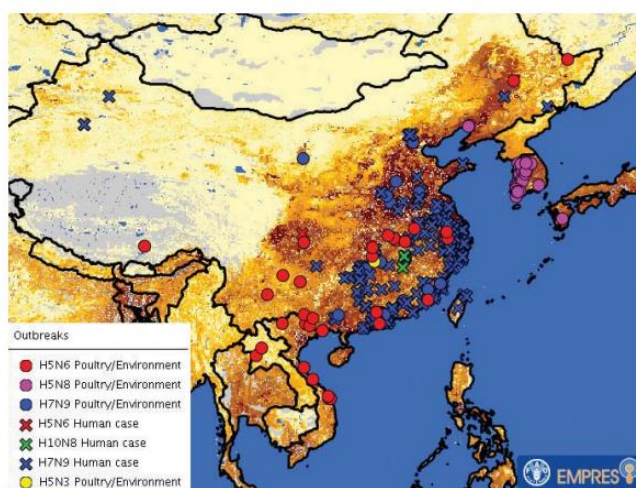 Outbreaks
H5N6 Poultry/Environment
H5N8 Poultry/Environment
H7N9 Poultry/Environment
H5N6 Human case
H10N8 Human case
H7N9 Human case
H5N3 Poultry/Environment
EMPRES